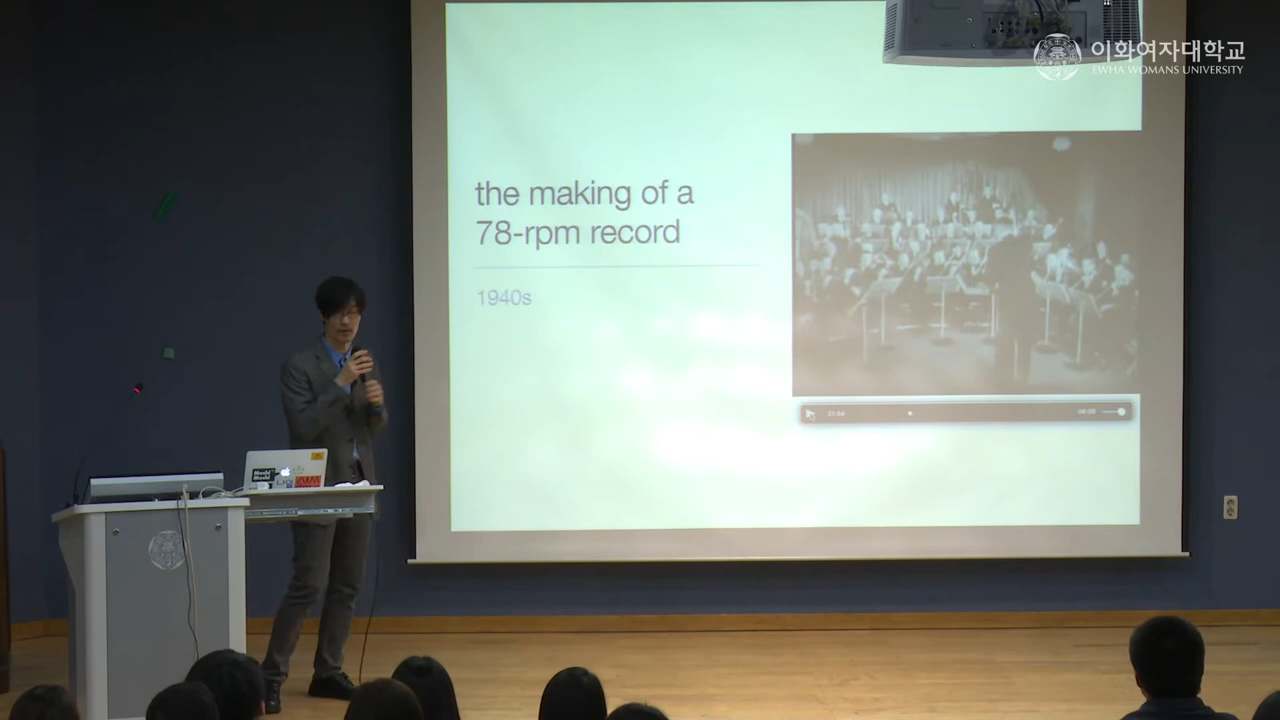 이화여자대학교
EWHA WOMANS UNIVERSITY
the making of a
78-rpm record
1940s